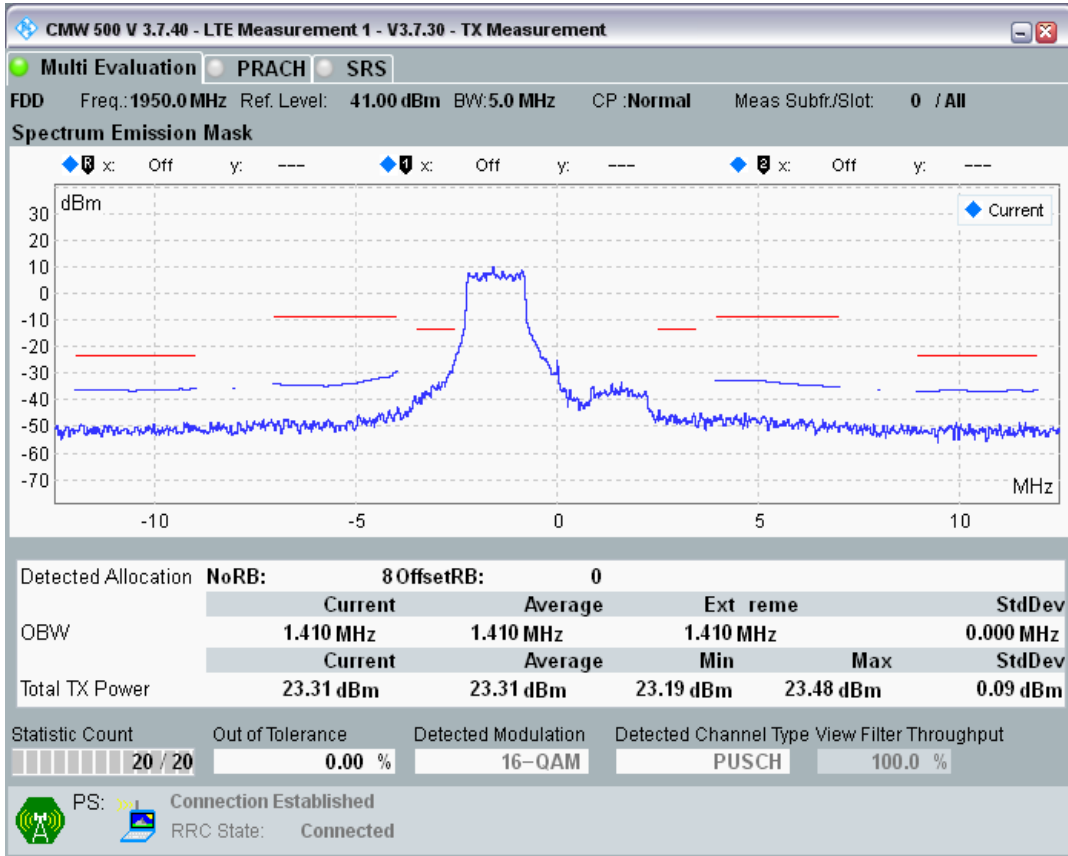 CMW 500 V 3.7.40 - LTE Measurement 1 - V3.7.30 - TX Measurement
Multi Evaluation PRACH SRS
FDD Freq.: 1950.0 MHz Ref. Level: 41.00 dBm BW: 5.0 MHz CP : Normal Meas Subfr./Slot: 0 / All
Spectrum Emission Mask
R x: Off y: --- 1 x: Off y: --- 2 x: Off y: ---
dBm
Current
30
20
10
0
-10
-20
-30
-40
-50
-60
-70
MHz
-10 -5 0 5 10
Detected Allocation NoRB: 8 OffsetRB: 0
Current Average Ext reme StdDev
OBW 1.410 MHz 1.410 MHz 1.410 MHz 0.000 MHz
Current Average Min Max StdDev
Total TX Power 23.31 dBm 23.31 dBm 23.19 dBm 23.48 dBm 0.09 dBm
Statistic Count Out of Tolerance Detected Modulation Detected Channel Type View Filter Throughput
20 / 20 0.00 % 16-QAM PUSCH 100.0 %
PS: Connection Established
RRC State: Connected